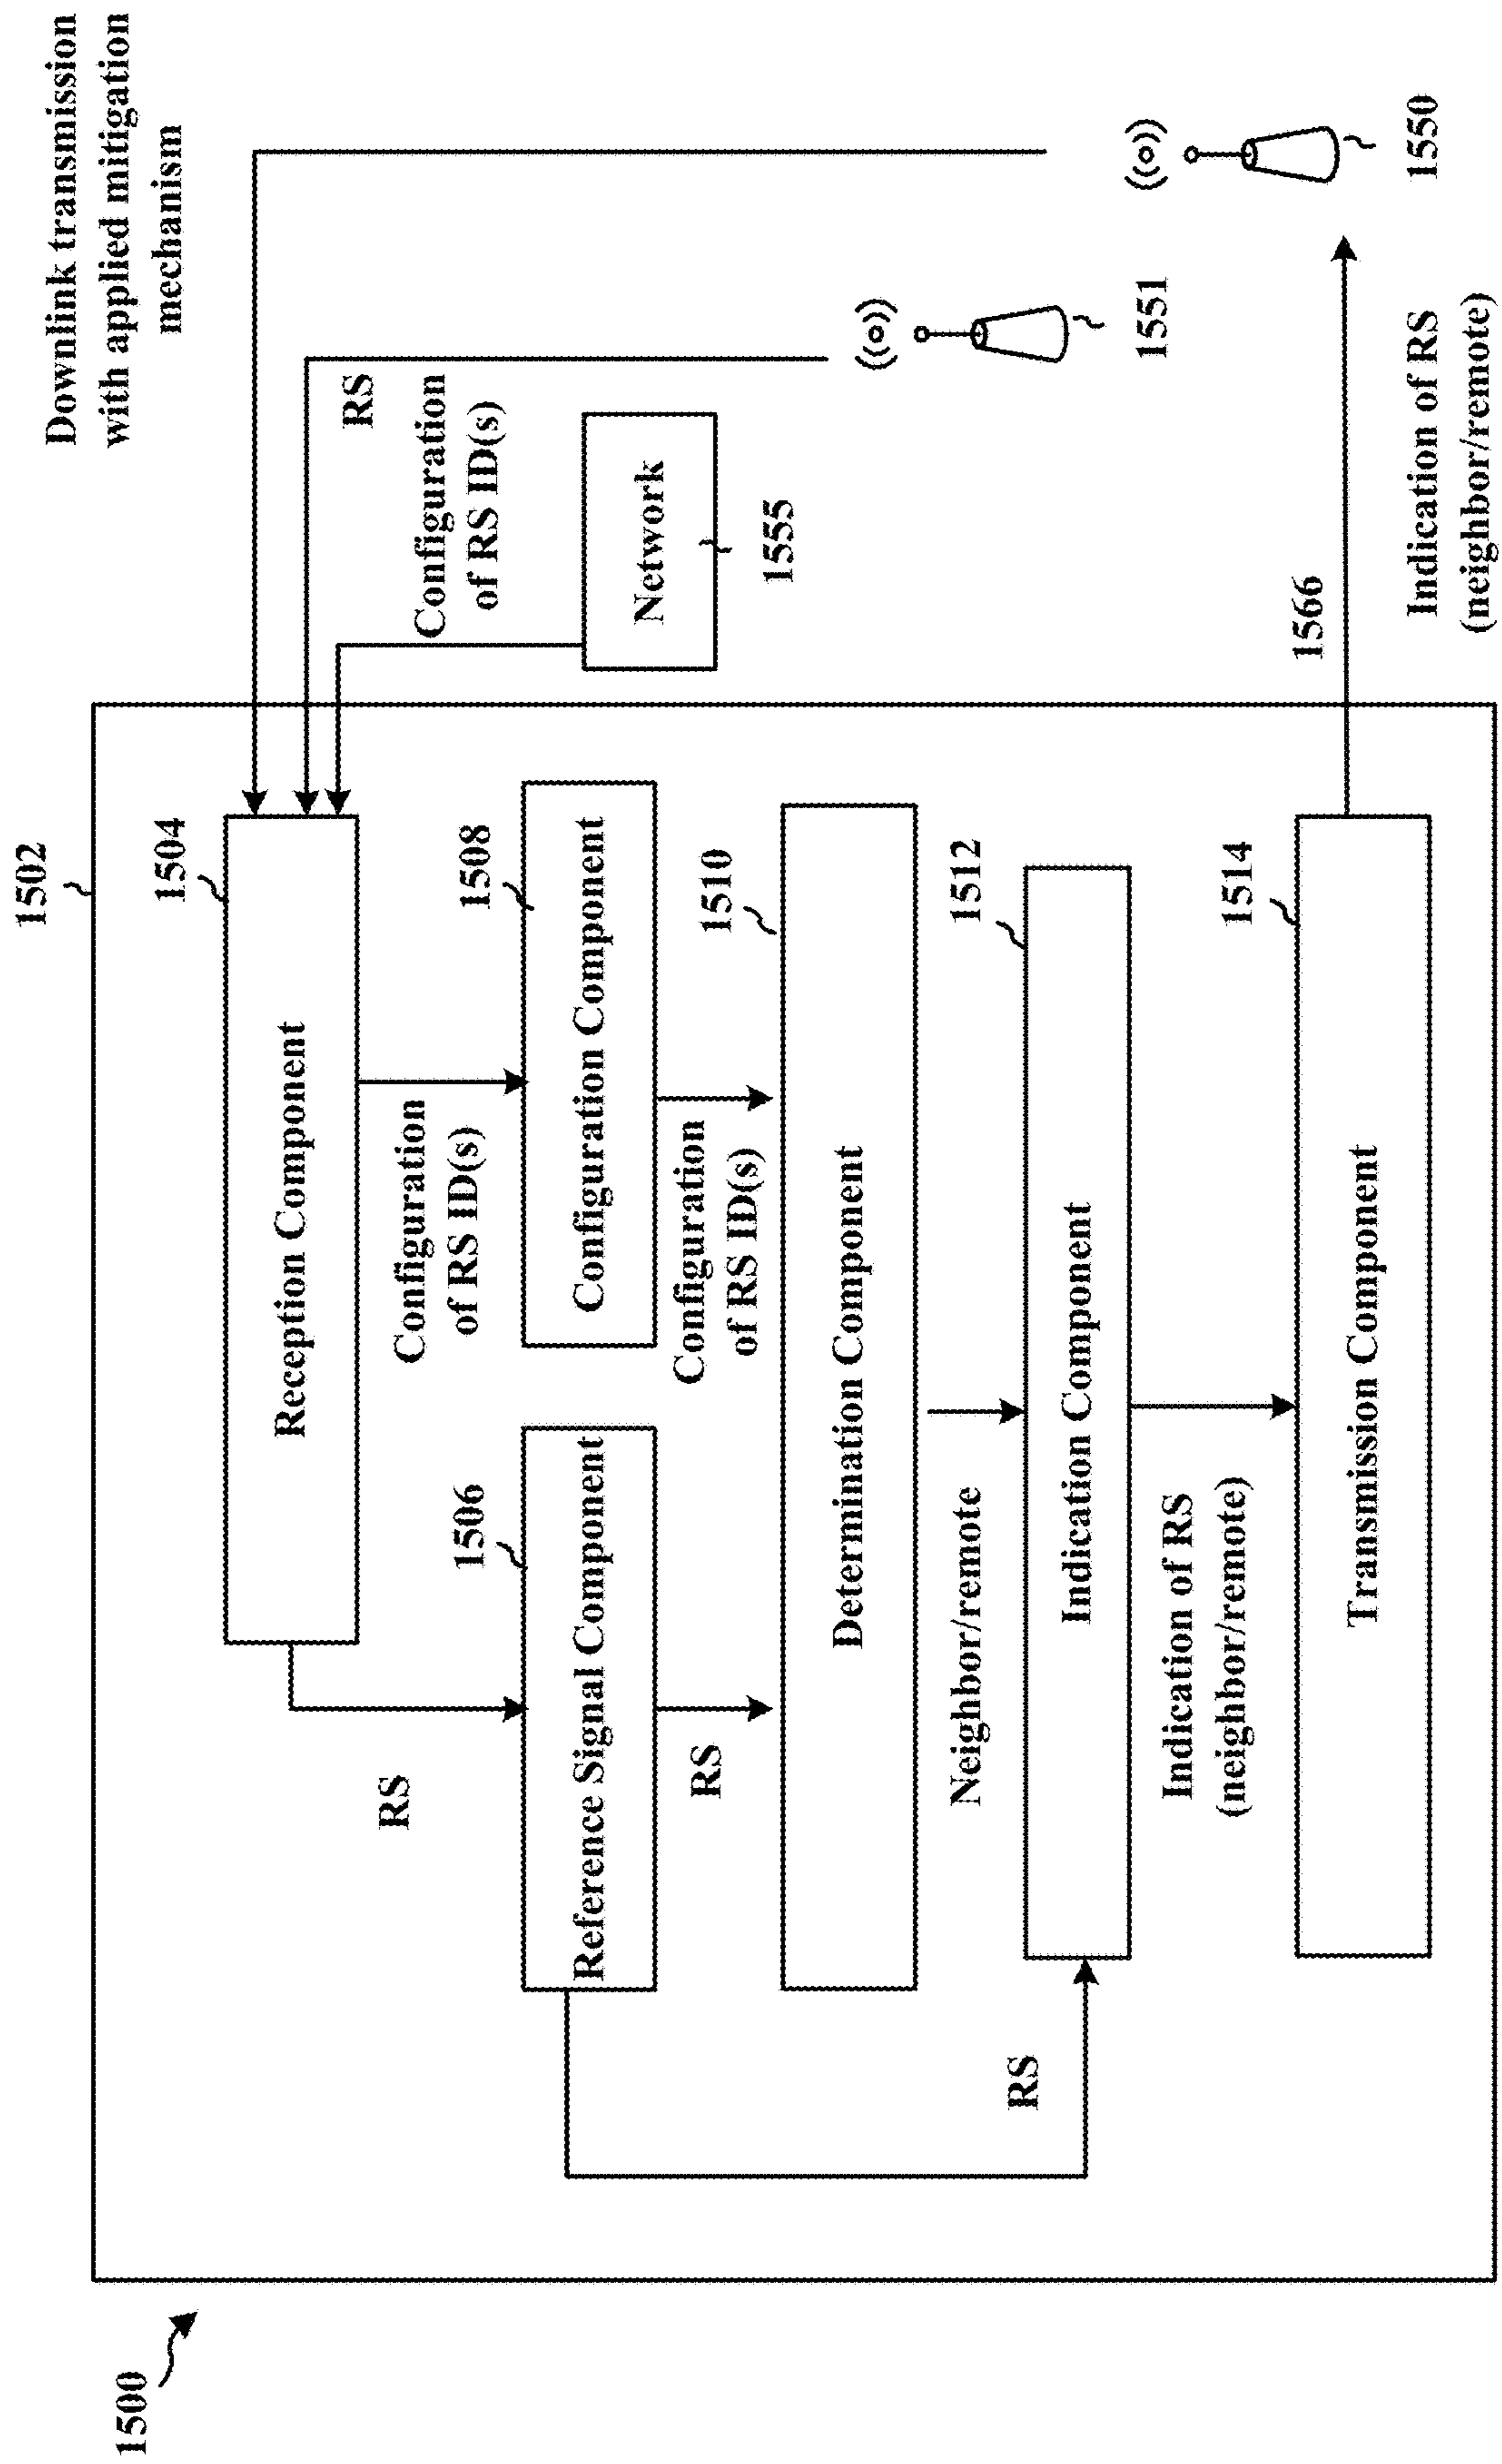 1500
1502
Downlink transmission
with applied mitigation
mechanism
1504
Reception Component
RS
Configuration
of RS ID(s)
RS
Configuration
of RS ID(s)
1506
Reference Signal Component
1508
Configuration Component
Network
1555
RS
Configuration
of RS ID(s)
1510
Determination Component
1551
Neighbor/remote
RS
1512
Indication Component
1550
Indication of RS
(neighbor/remote)
1514
Transmission Component
1566
Indication of RS
(neighbor/remote)